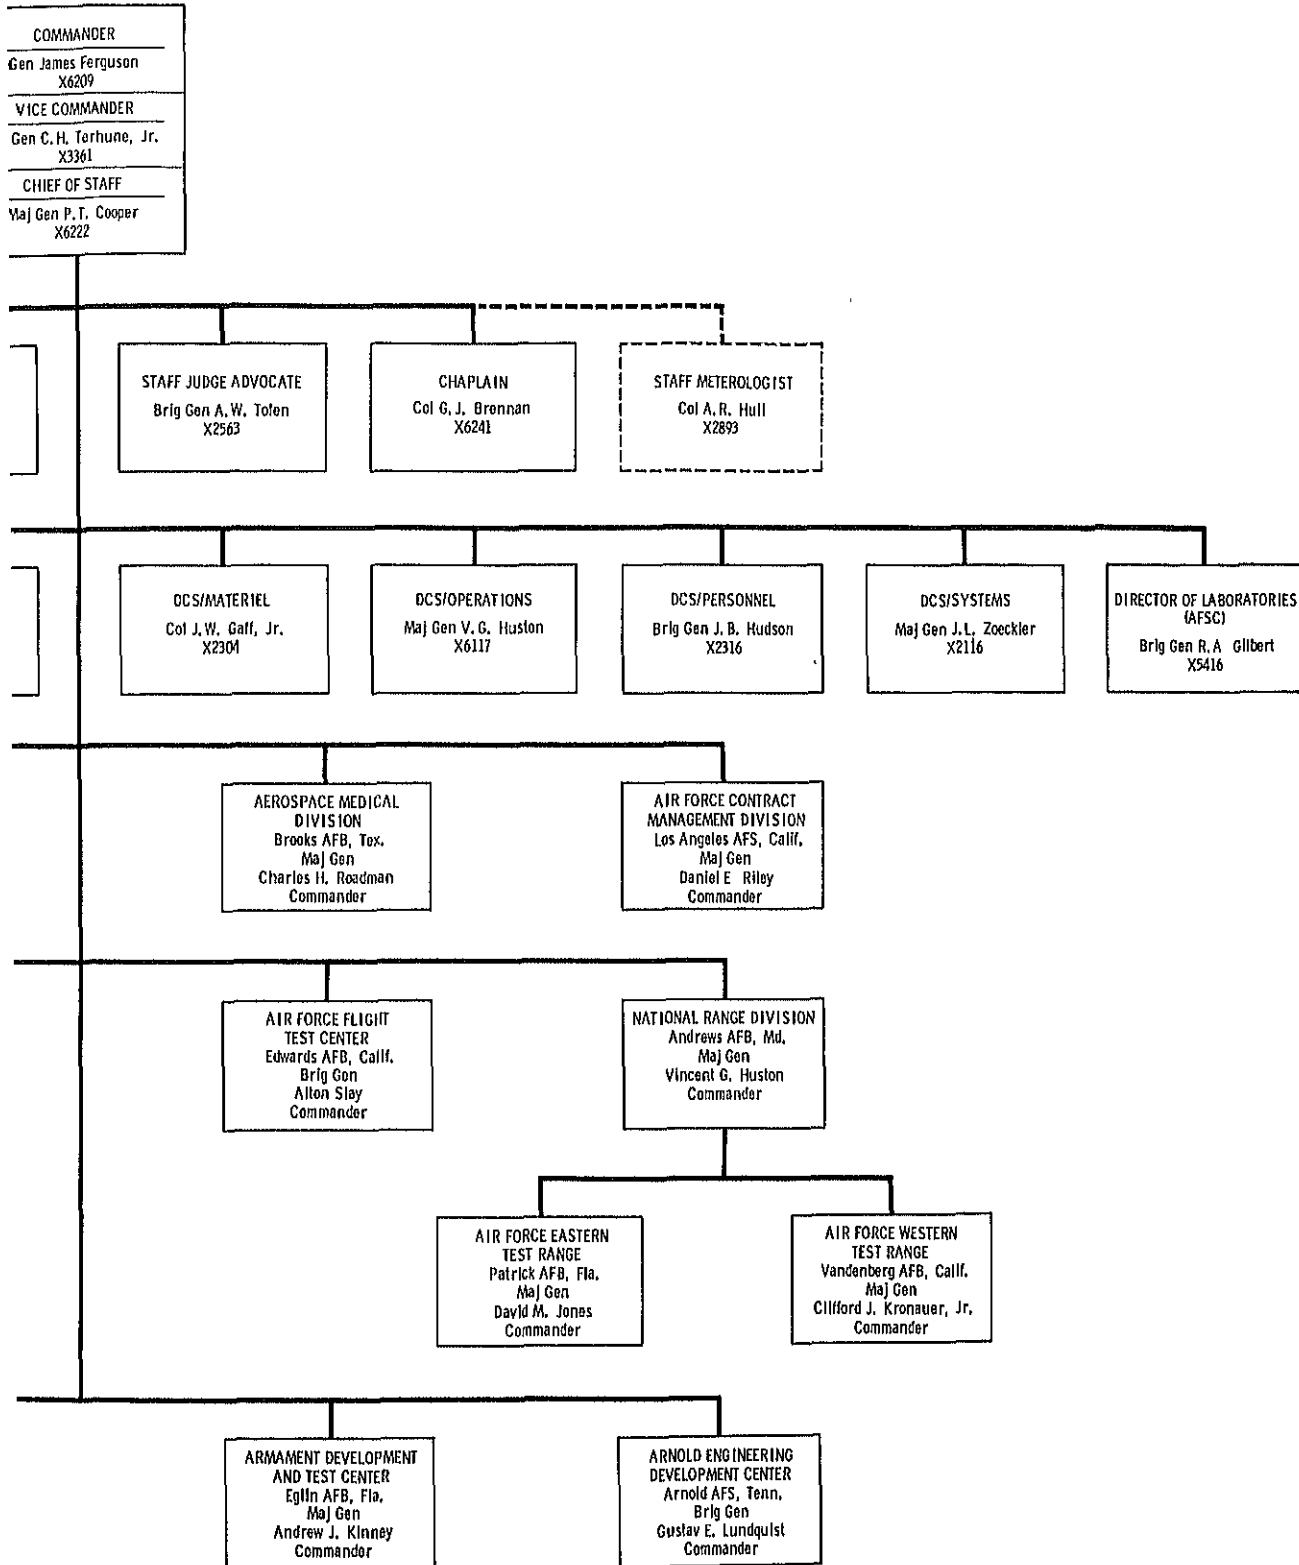 COMMANDER
Gen James Ferguson
X6209
VICE COMMANDER
Gen C.H. Terhune, Jr.
X3361
CHIEF OF STAFF
Maj Gen P.T. Cooper
X6222
STAFF JUDGE ADVOCATE
Brig Gen A.W. Tolen
X2563
CHAPLAIN
Col G.J. Brennan
X6241
STAFF METEROLOGIST
Col A.R. Hull
X2893
DCS/MATERIEL
Col J.W. Gaff, Jr.
X2304
DCS/OPERATIONS
Maj Gen V.G. Huston
X6117
DCS/PERSONNEL
Brig Gen J.B. Hudson
X2316
DCS/SYSTEMS
Maj Gen J.L. Zoeckler
X2116
DIRECTOR OF LABORATORIES
(AFSC)
Brig Gen R.A Gilbert
X5416
AEROSPACE MEDICAL
DIVISION
Brooks AFB, Tex.
Maj Gen
Charles H. Roadman
Commander
AIR FORCE CONTRACT
MANAGEMENT DIVISION
Los Angeles AFS, Calif.
Maj Gen
Daniel E Riley
Commander
AIR FORCE FLIGHT
TEST CENTER
Edwards AFB, Calif.
Brig Gen
Alton Slay
Commander
NATIONAL RANGE DIVISION
Andrews AFB, Md.
Maj Gen
Vincent G. Huston
Commander
AIR FORCE EASTERN
TEST RANGE
Patrick AFB, Fla.
Maj Gen
David M. Jones
Commander
AIR FORCE WESTERN
TEST RANGE
Vandenberg AFB, Calif.
Maj Gen
Clifford J. Kronauer, Jr.
Commander
ARMAMENT DEVELOPMENT
AND TEST CENTER
Eglin AFB, Fla.
Maj Gen
Andrew J. Kinney
Commander
ARNOLD ENGINEERING
DEVELOPMENT CENTER
Arnold AFS, Tenn.
Brig Gen
Gustav E. Lundquist
Commander